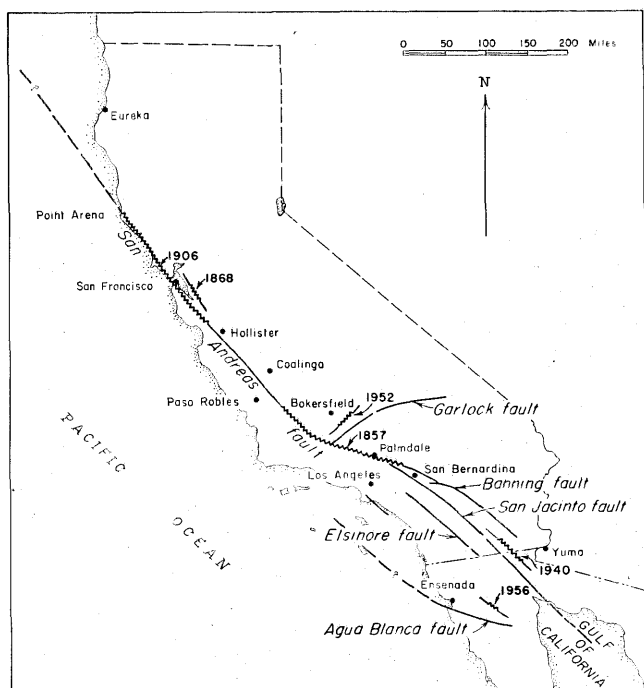 0 50 100 150 200 Miles
N
Eureka
Point Arena
San
1906
1868
San Francisco
Hollister
Andreas
Coalinga
Paso Robles
Bakersfield
1952
Garlock fault
fault
1857
Palmdale
San Bernardina
Los Angeles
Banning fault
San Jacinto fault
PACIFIC
OCEAN
Elsinore fault
Yuma
1940
Ensenada
1956
Agua Blanca fault
GULF
OF
CALIFORNIA